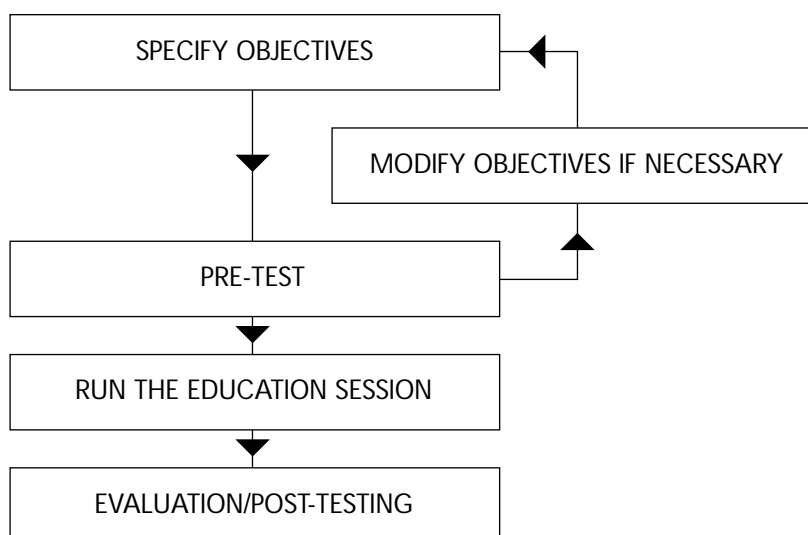 SPECIFY OBJECTIVES
MODIFY OBJECTIVES IF NECESSARY
PRE-TEST
RUN THE EDUCATION SESSION
EVALUATION/POST-TESTING